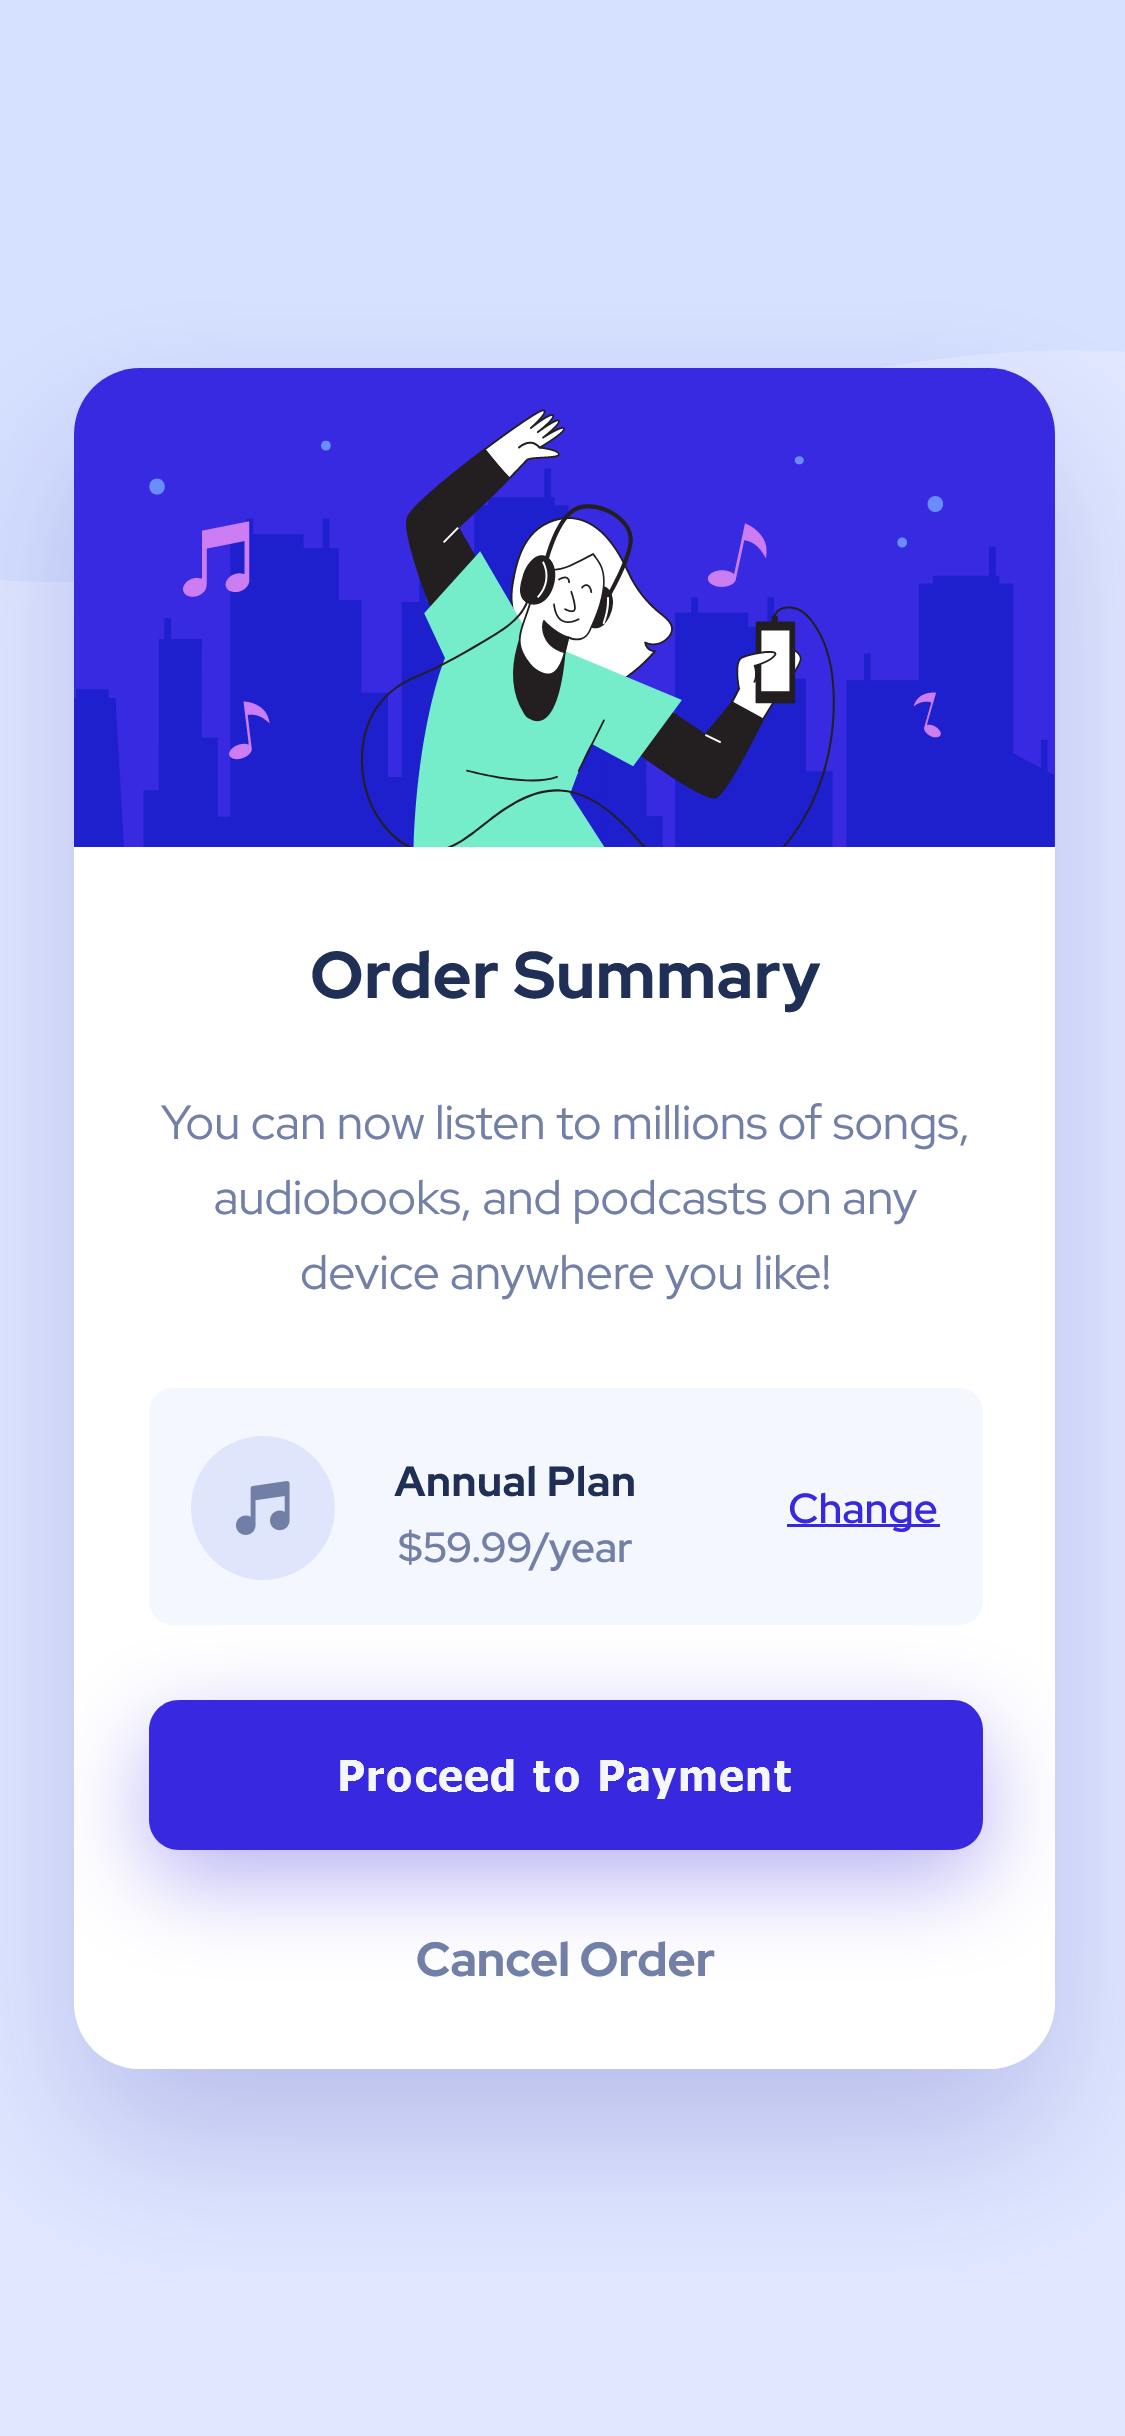 Order Summary
You can now listen to millions of songs,
audiobooks, and podcasts on any
device anywhere you like!
Annual Plan
$59.99/year
Change
Proceed to Payment
Cancel Order